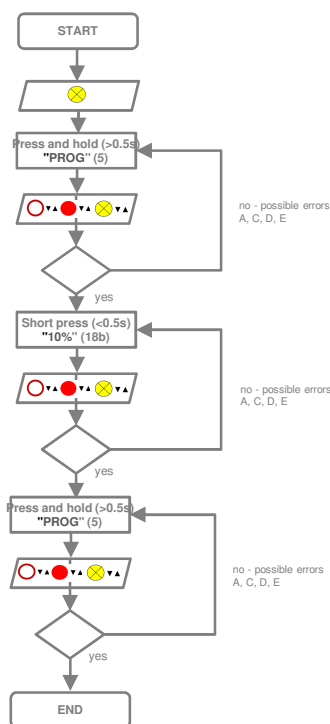 START
Press and hold (>0.5s)
"PROG" (5)
no - possible errors
A, C, D, E
yes
Short press (<0.5s)
"10%" (18b)
no - possible errors
A, C, D, E
yes
Press and hold (>0.5s)
"PROG" (5)
no - possible errors
A, C, D, E
yes
END